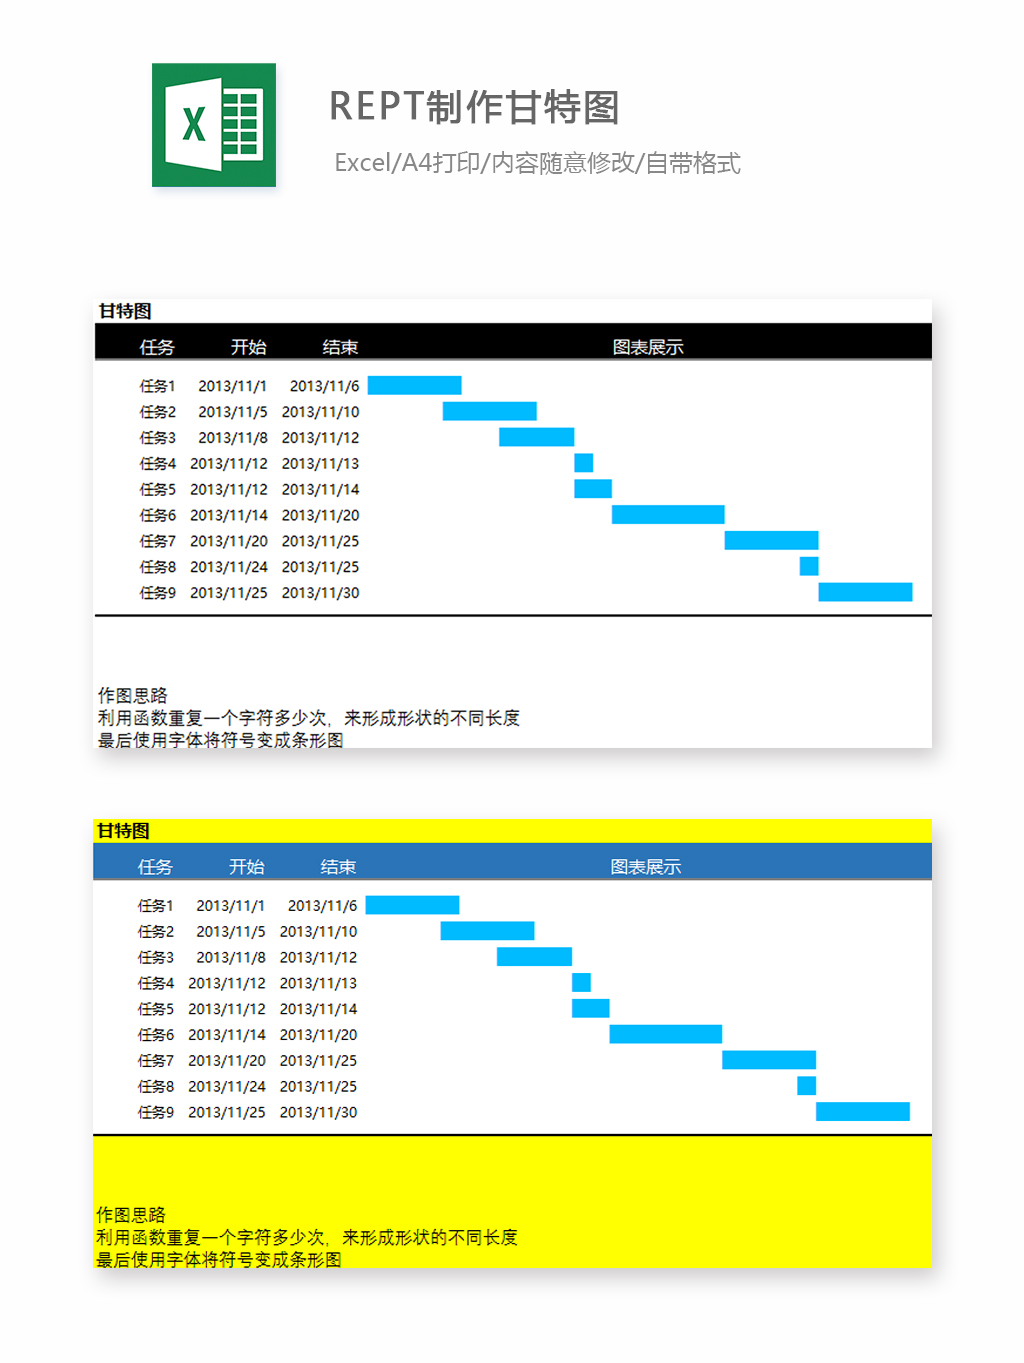 X
REPT制作甘特图
Excel/A4打印/内容随意修改/自带格式
甘特图
任务 开始 结束 图表展示
任务1 2013/11/1 2013/11/6
任务2 2013/11/5 2013/11/10
任务3 2013/11/8 2013/11/12
任务4 2013/11/12 2013/11/13
任务5 2013/11/12 2013/11/14
任务6 2013/11/14 2013/11/20
任务7 2013/11/20 2013/11/25
任务8 2013/11/24 2013/11/25
任务9 2013/11/25 2013/11/30
作图思路
利用函数重复一个字符多少次，来形成形状的不同长度
最后使用字体将符号变成条形图
甘特图
任务 开始 结束 图表展示
任务1 2013/11/1 2013/11/6
任务2 2013/11/5 2013/11/10
任务3 2013/11/8 2013/11/12
任务4 2013/11/12 2013/11/13
任务5 2013/11/12 2013/11/14
任务6 2013/11/14 2013/11/20
任务7 2013/11/20 2013/11/25
任务8 2013/11/24 2013/11/25
任务9 2013/11/25 2013/11/30
作图思路
利用函数重复一个字符多少次，来形成形状的不同长度
最后使用字体将符号变成条形图